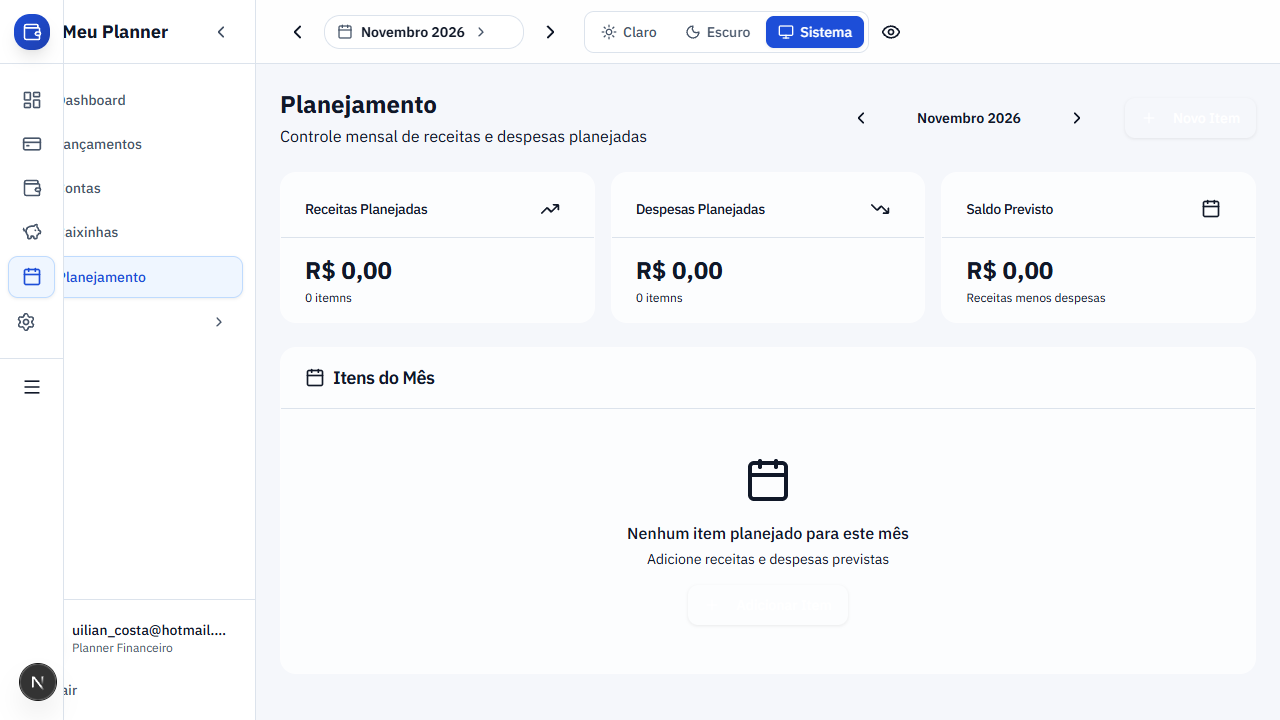 Meu Planner
Novembro 2026
Claro
Escuro
Sistema
ashboard
ançamentos
ontas
aixinhas
Planejamento
Planejamento
Controle mensal de receitas e despesas planejadas
Novembro 2026
Novo Item
Receitas Planejadas
R$ 0,00
0 itemns
Despesas Planejadas
R$ 0,00
0 itemns
Saldo Previsto
R$ 0,00
Receitas menos despesas
Itens do Mês
Nenhum item planejado para este mês
Adicione receitas e despesas previstas
uilian_costa@hotmail....
Planner Financeiro
air
N